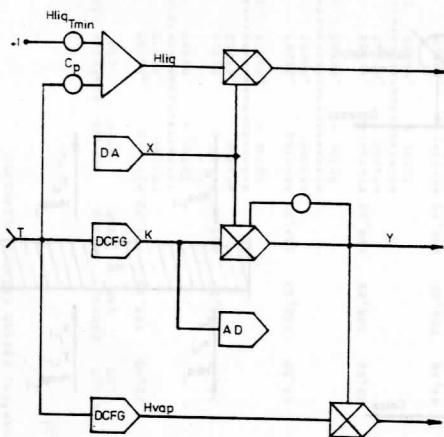 Hliq Tmin
+1
Hliq
Cp
DA
X
T
DCFG
K
Y
AD
DCFG
Hvap